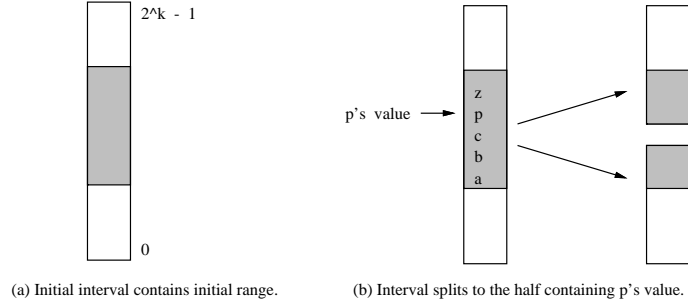 2^k - 1
0
(a) Initial interval contains initial range.
p's value
z
p
c
b
a
(b) Interval splits to the half containing p's value.